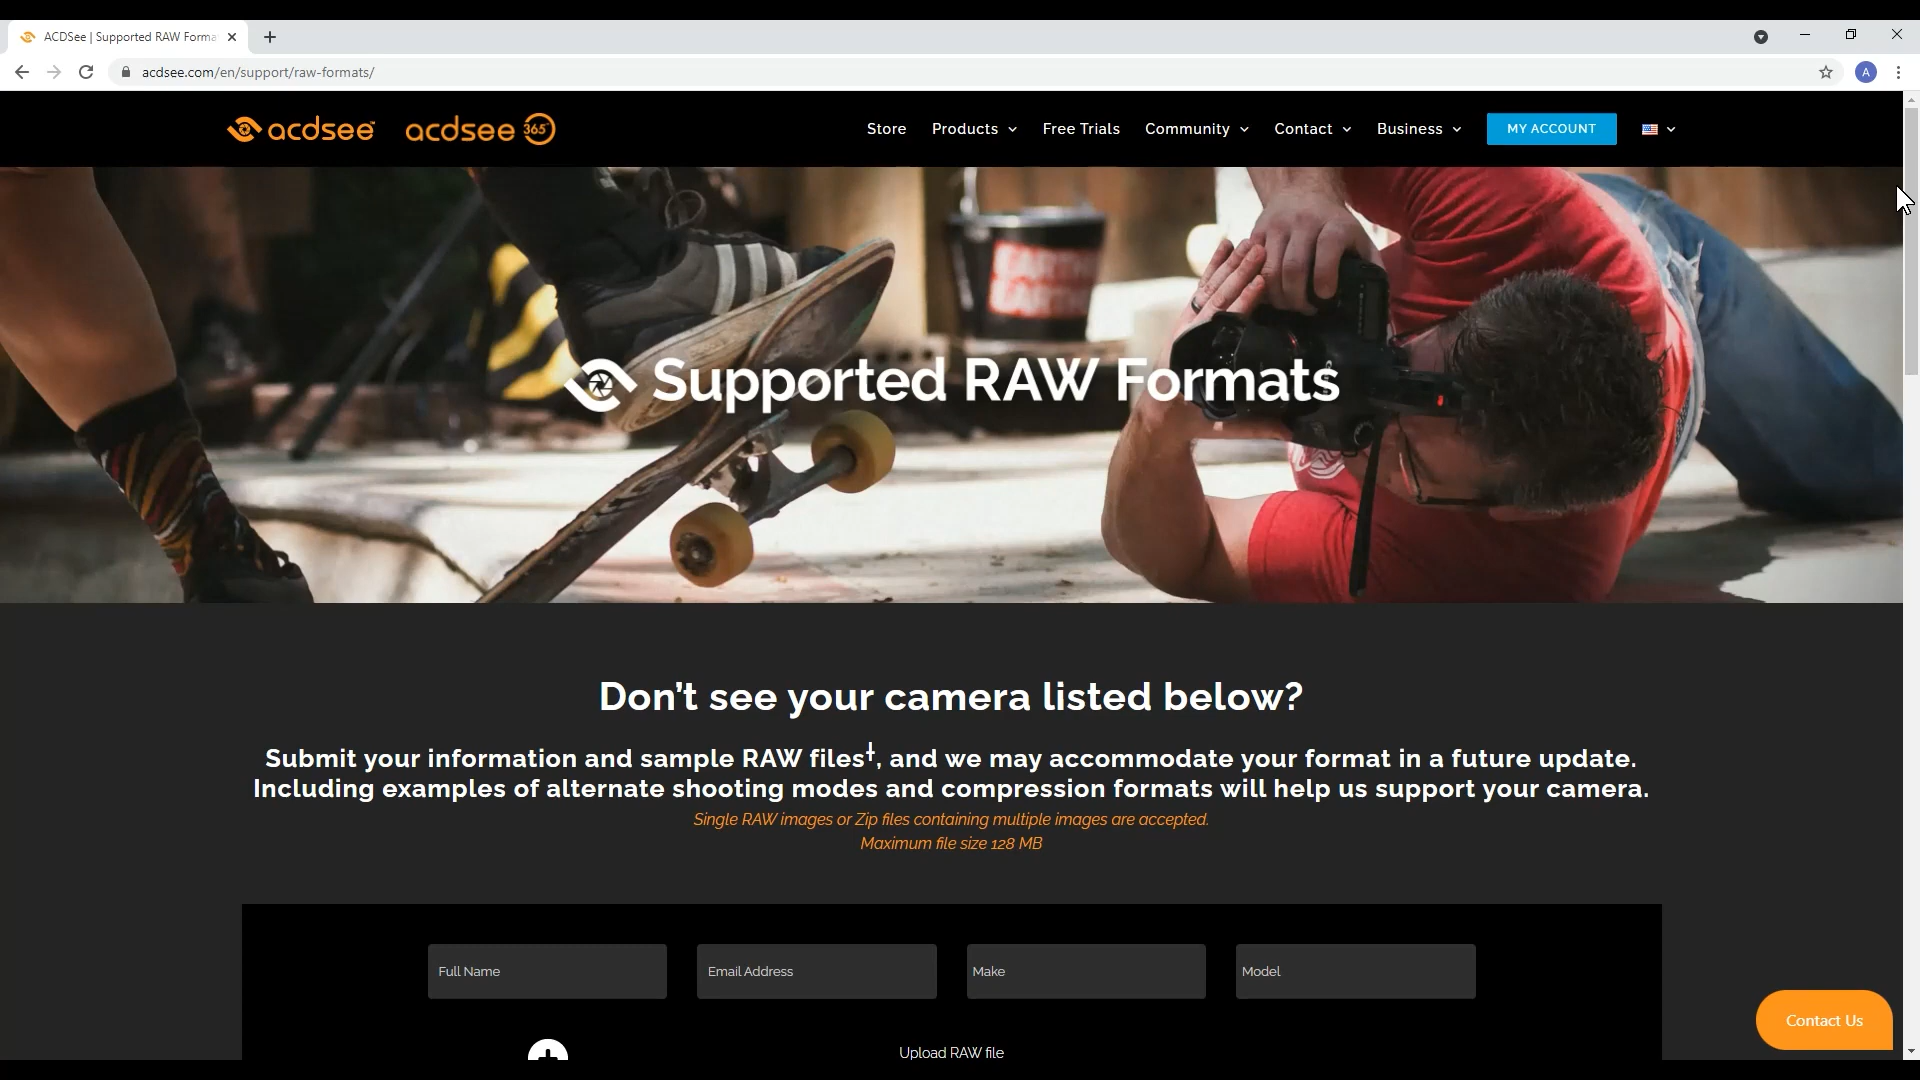 ACDSee | Supported RAW Forma
acdsee.com/en/support/raw-formats/
A
acdsee™ acdsee 365
Store Products Free Trials Community Contact Business MY ACCOUNT
EARTH
Supported RAW Formats
Don't see your camera listed below?
Submit your information and sample RAW files†, and we may accommodate your format in a future update.
Including examples of alternate shooting modes and compression formats will help us support your camera.
Single RAW images or Zip files containing multiple images are accepted.
Maximum file size 128 MB
Full Name Email Address Make Model
Contact Us
Upload RAW file